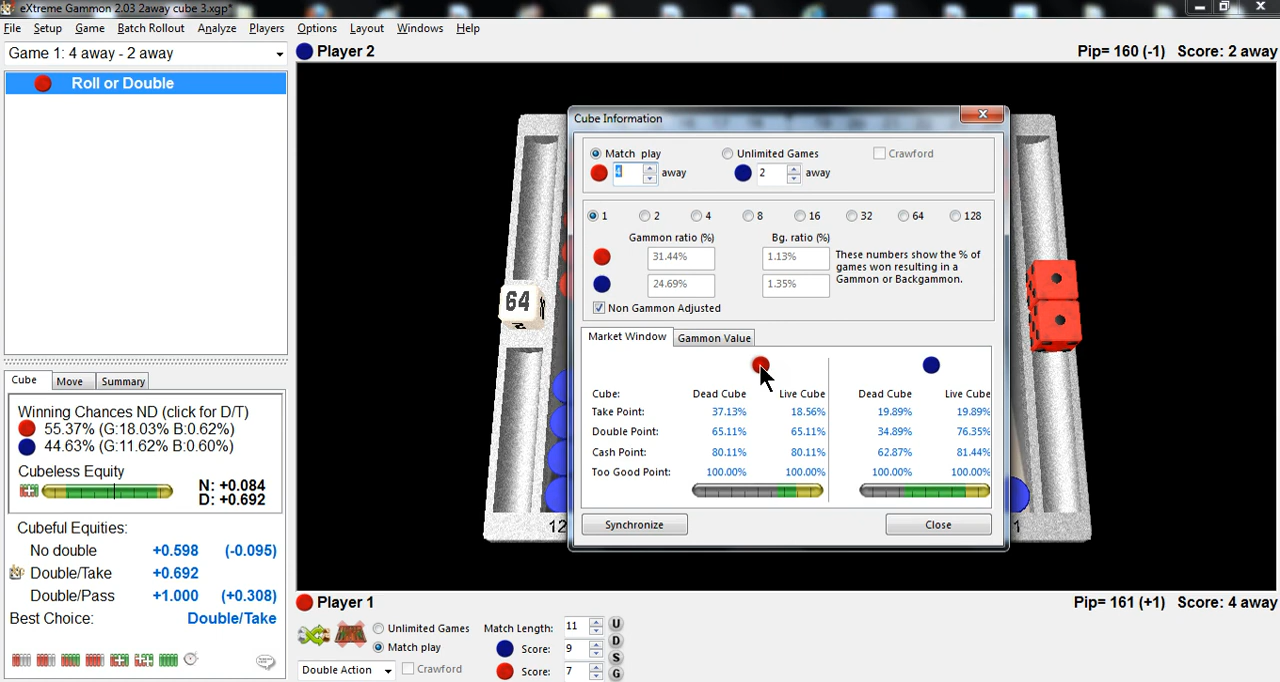 eXtreme Gammon 2.03 2away cube 3.xgp*
File Setup Game Batch Rollout Analyze Players Options Layout Windows Help
Game 1: 4 away - 2 away
Player 2 Pip= 160 (-1) Score: 2 away
Roll or Double
Cube Information
Match play Unlimited Games Crawford
4 away 2 away
1 2 4 8 16 32 64 128
Gammon ratio (%) Bg. ratio (%)
31.44% 1.13%
24.69% 1.35%
These numbers show the % of
games won resulting in a
Gammon or Backgammon.
Non Gammon Adjusted
Market Window Gammon Value
Cube: Dead Cube Live Cube Dead Cube Live Cube
Take Point: 37.13% 18.56% 19.89% 19.89%
Double Point: 65.11% 65.11% 34.89% 76.35%
Cash Point: 80.11% 80.11% 62.87% 81.44%
Too Good Point: 100.00% 100.00% 100.00% 100.00%
Synchronize Close
64
12 1
Cube Move Summary
Winning Chances ND (click for D/T)
55.37% (G:18.03% B:0.62%)
44.63% (G:11.62% B:0.60%)
Cubeless Equity
N: +0.084
D: +0.692
Cubeful Equities:
No double +0.598 (-0.095)
Double/Take +0.692
Double/Pass +1.000 (+0.308)
Best Choice: Double/Take
Player 1 Pip= 161 (+1) Score: 4 away
Unlimited Games Match Length: 11 U
Match play Score: 9 D
S
Double Action Crawford Score: 7 G